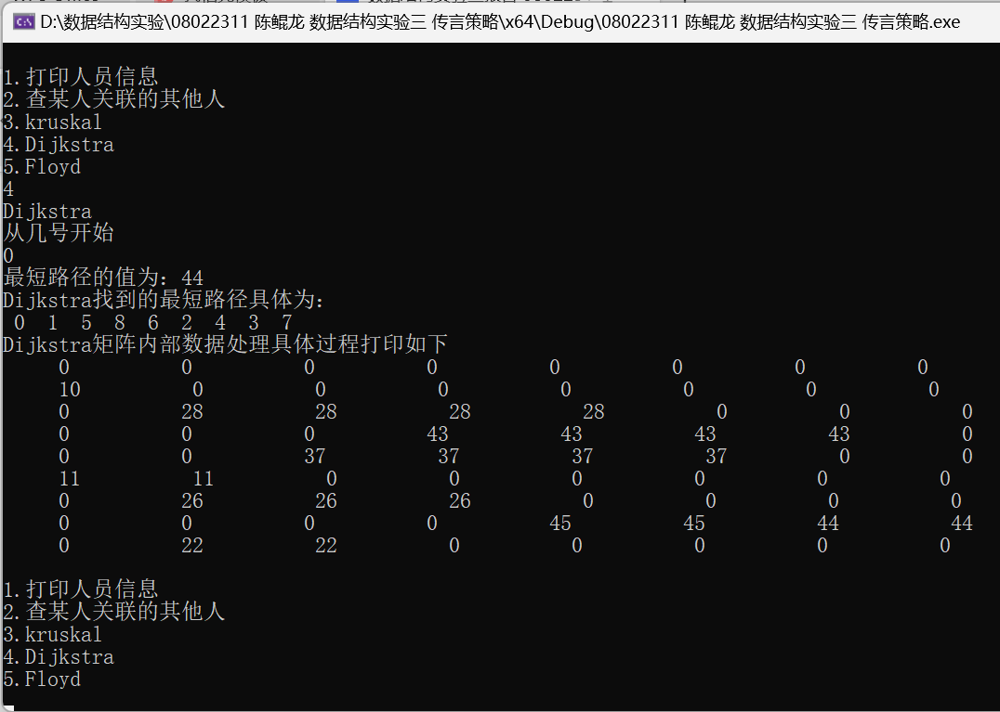 D:\数据结构实验\08022311 陈鲲龙 数据结构实验三 传言策略\x64\Debug\08022311 陈鲲龙 数据结构实验三 传言策略.exe
1.打印人员信息
2.查某人关联的其他人
3.kruskal
4.Dijkstra
5.Floyd
4
Dijkstra
从几号开始
0
最短路径的值为：44
Dijkstra找到的最短路径具体为：
0 1 5 8 6 2 4 3 7
Dijkstra矩阵内部数据处理具体过程打印如下
0 0 0 0 0 0 0 0
10 0 0 0 0 0 0 0
0 28 28 28 28 0 0 0
0 0 0 43 43 43 43 0
0 0 37 37 37 37 0 0
11 11 0 0 0 0 0 0
0 26 26 26 0 0 0 0
0 0 0 0 45 45 44 44
0 22 22 0 0 0 0 0
1.打印人员信息
2.查某人关联的其他人
3.kruskal
4.Dijkstra
5.Floyd